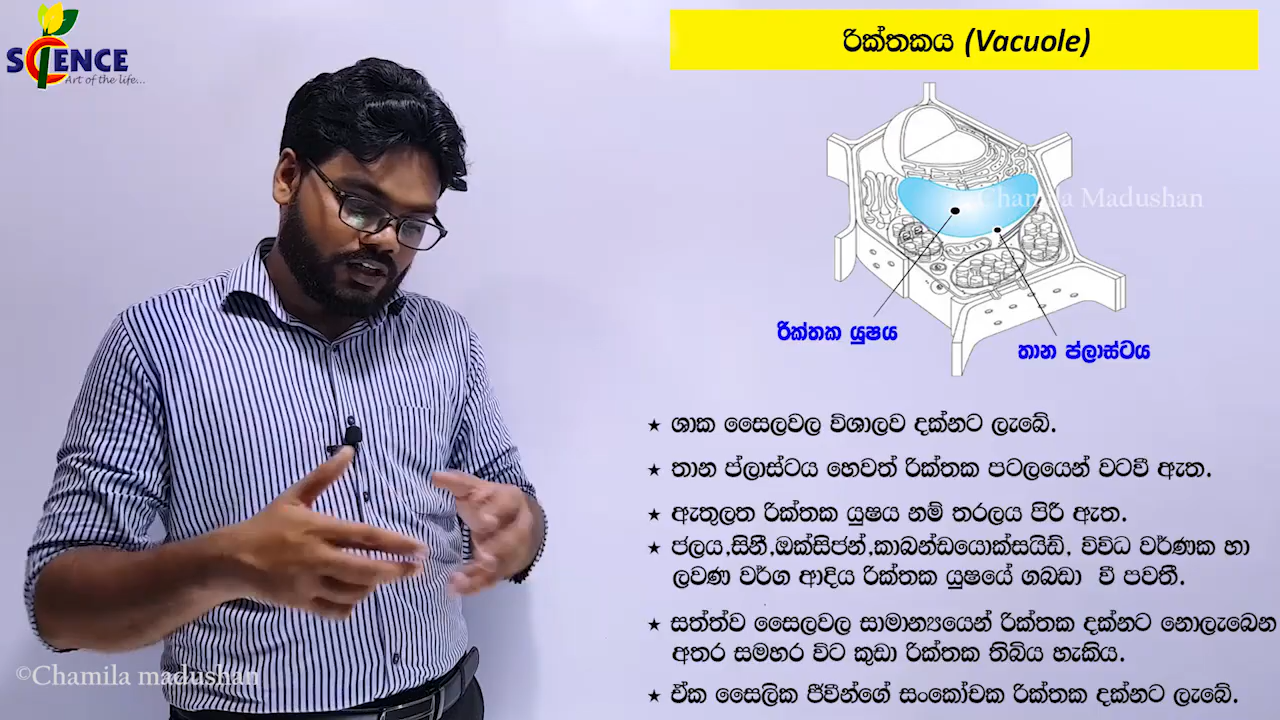 SCIENCE
Art of the life...
රික්තකය (Vacuole)
Chamila Madushan
රික්තක යුෂය
තාන ප්ලාස්ටය
★ ශාක සෛලවල විශාලව දක්නට ලැබේ.
★ තාන ප්ලාස්ටය හෙවත් රික්තක පටලයෙන් වටවී ඇත.
★ ඇතුලත රික්තක යුෂය නම් තරලය පිරී ඇත.
★ ජලය,සිනී,ඔක්සිජන්,කාබන්ඩයොක්සයිඩ්, විවිධ වර්ණක හා
ලවණ වර්ග ආදිය රික්තක යුෂයේ ගබඩා වී පවතී.
★ සත්ත්ව සෛලවල සාමාන්‍යයෙන් රික්තක දක්නට නොලැබෙන
අතර සමහර විට කුඩා රික්තක තිබිය හැකිය.
★ ඒක සෛලික ජීවීන්ගේ සංකෝචක රික්තක දක්නට ලැබේ.
©Chamila madushan